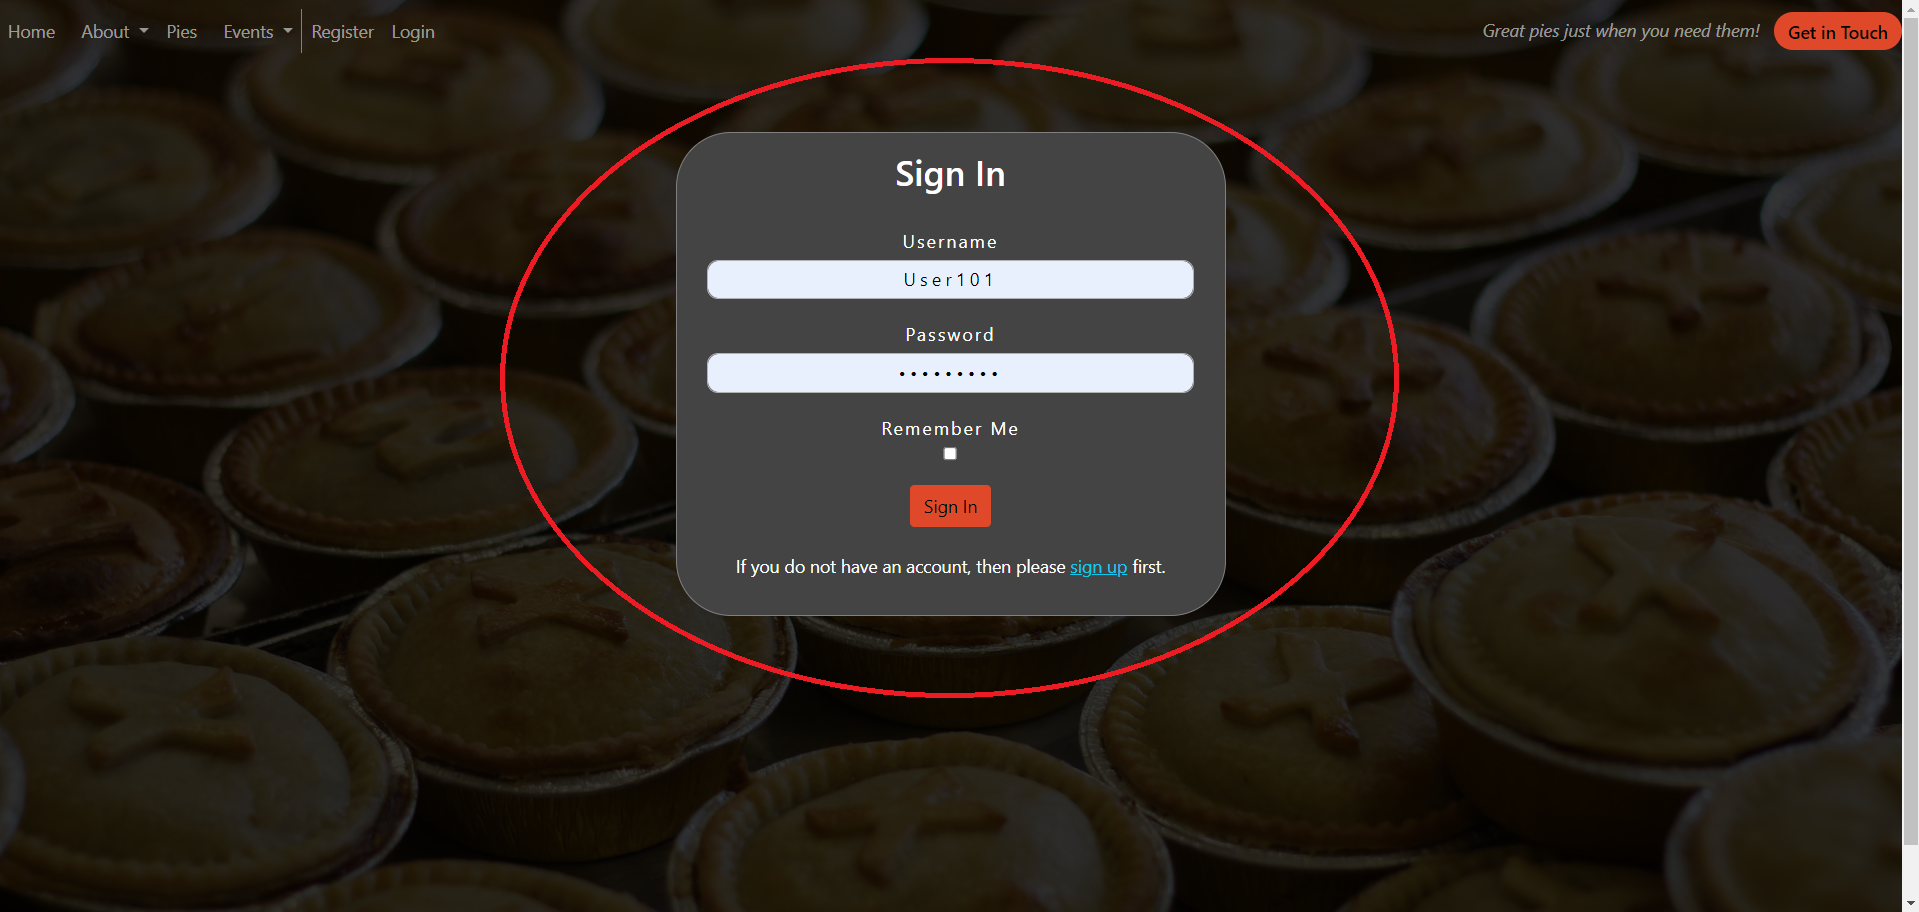 Home About Pies Events Register Login Great pies just when you need them! Get in Touch
Sign In
Username
User101
Password
•••••••••
Remember Me
Sign In
If you do not have an account, then please sign up first.